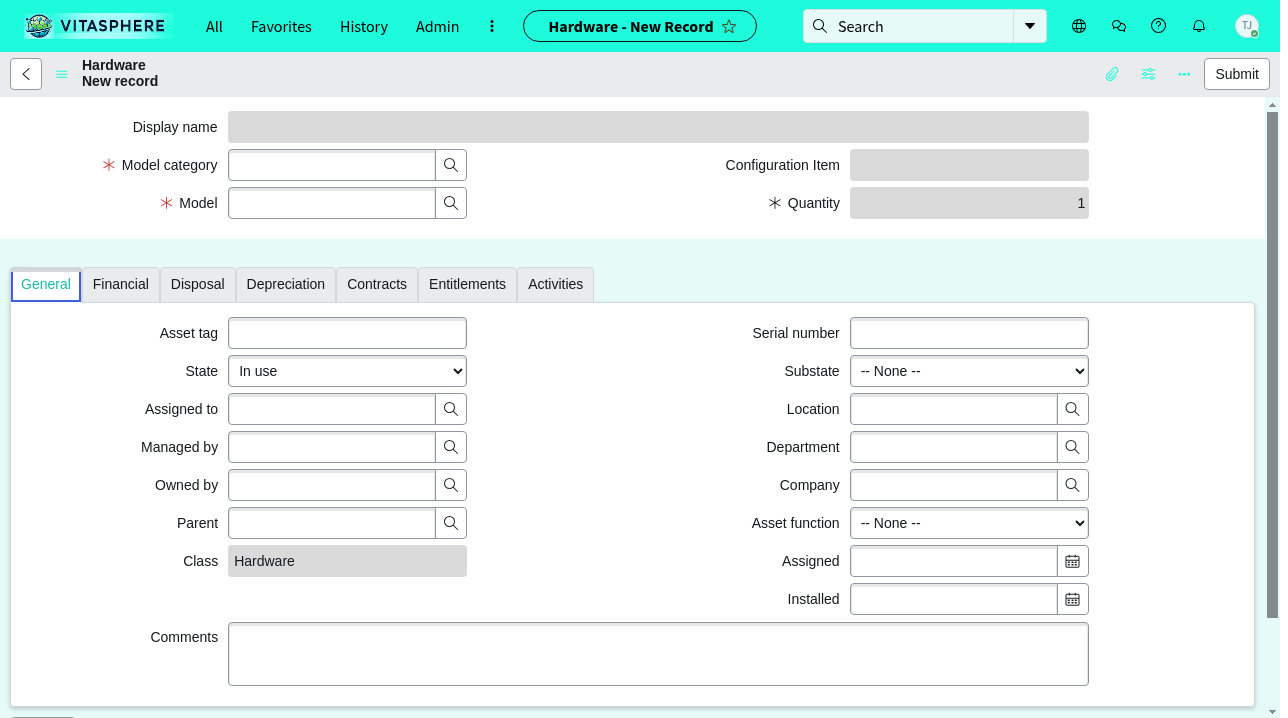 VITASPHERE All Favorites History Admin Hardware - New Record Search TJ
Hardware
New record
Submit
Display name
Model category
Configuration Item
Model
Quantity 1
General Financial Disposal Depreciation Contracts Entitlements Activities
Asset tag
Serial number
State In use
Substate -- None --
Assigned to
Location
Managed by
Department
Owned by
Company
Parent
Asset function -- None --
Class Hardware
Assigned
Installed
Comments